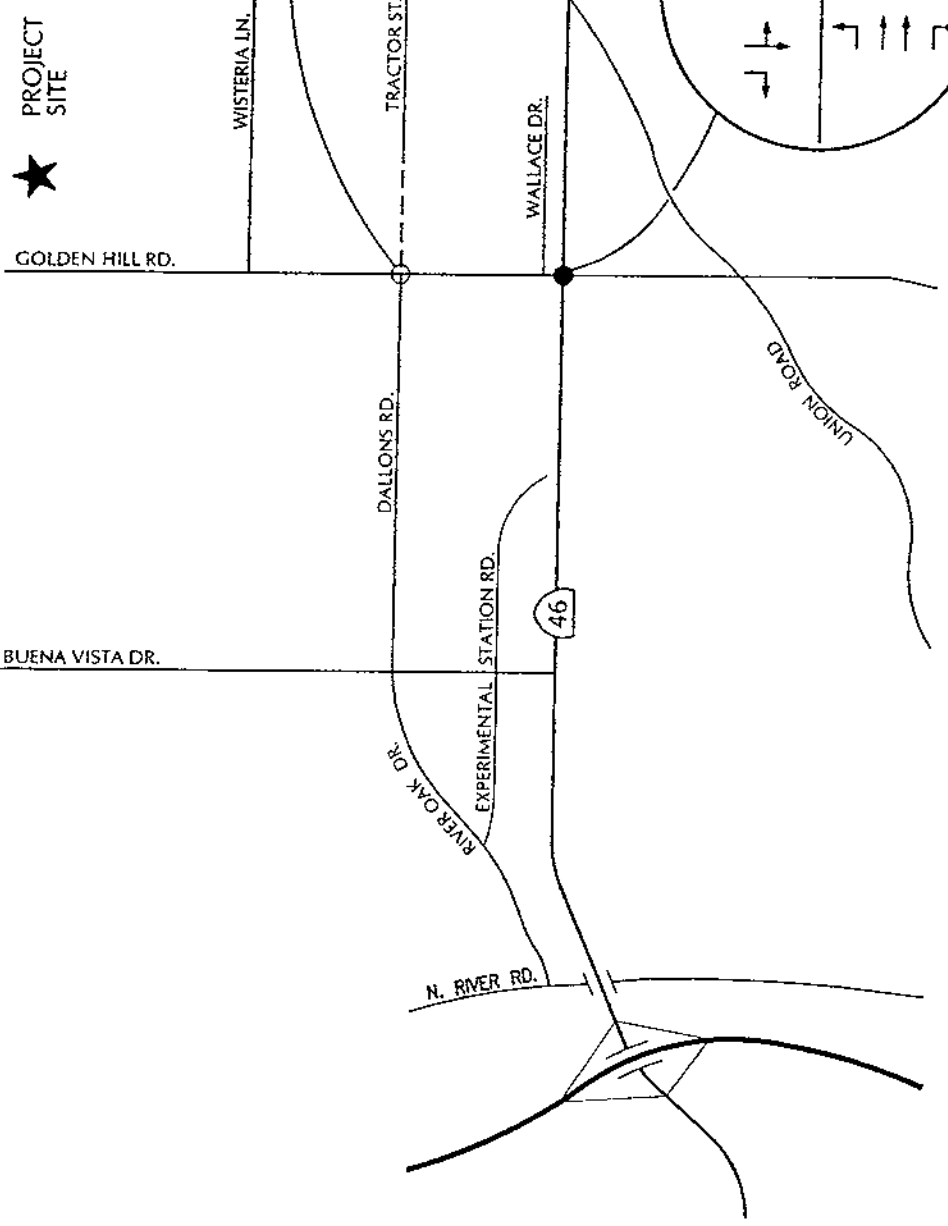 PROJECT
SITE
WISTERIA LN.
TRACTOR ST.
WALLACE DR.
GOLDEN HILL RD.
DALLONS RD.
UNION ROAD
EXPERIMENTAL STATION RD.
46
BUENA VISTA DR.
RIVER OAK DR.
N. RIVER RD.